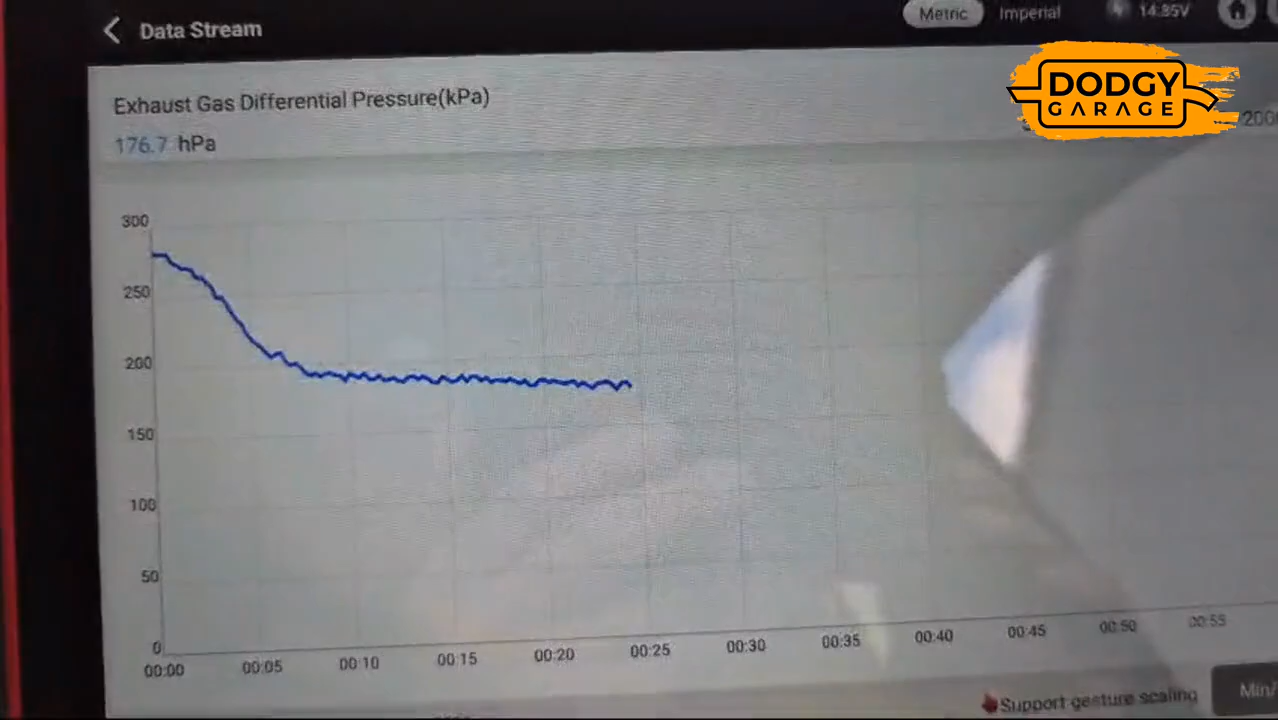 Data Stream
Metric Imperial
14.35V
DODGY
GARAGE
Exhaust Gas Differential Pressure(kPa)
176.7 hPa
300
250
200
150
100
50
0
00:00 00:05 00:10 00:15 00:20 00:25 00:30 00:35 00:40 00:45 00:50 00:55
Support gesture scaling